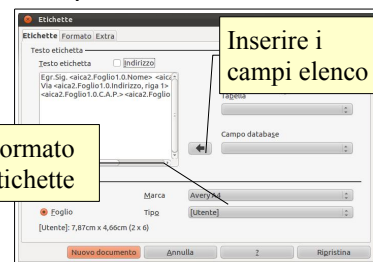 Etichette
Etichette Formato Extra
Testo etichetta
Testo etichetta
Indirizzo
Egr.Sig. <aica2.Foglio1.0.Nome> <aica
Via <aica2.Foglio1.0.Indirizzo, riga 1>
<aica2.Foglio1.0.C.A.P.> <aica2.Foglio
Inserire i
campi elenco
Tabella
Campo database
ormato
tichette
Marca
Avery A4
Foglio
Tipo
[Utente]
[Utente]: 7,87cm x 4,66cm (2 x 6)
Nuovo documento
Annulla
?
Ripristina